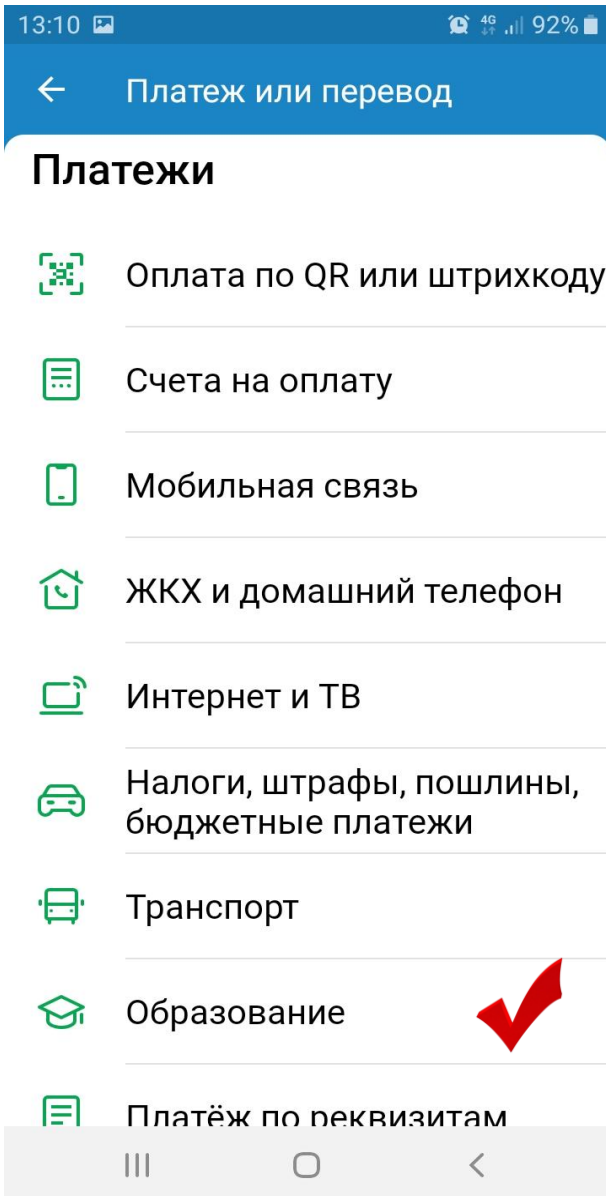 13:10 4G 92%
Платеж или перевод
Платежи
Оплата по QR или штрихкоду
Счета на оплату
Мобильная связь
ЖКХ и домашний телефон
Интернет и ТВ
Налоги, штрафы, пошлины,
бюджетные платежи
Транспорт
Образование
Платёж по реквизитам